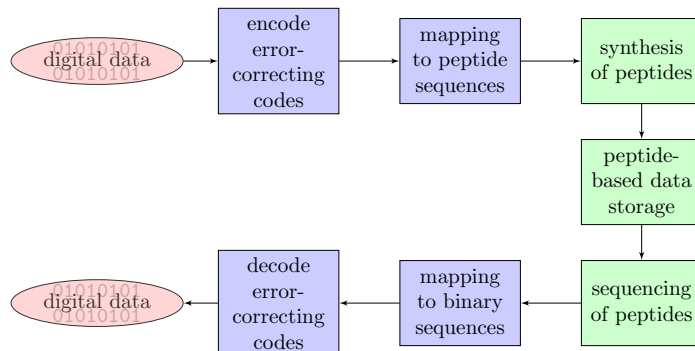 01010101
digital data
01010101
encode
error-
correcting
codes
mapping
to peptide
sequences
synthesis
of peptides
peptide-
based data
storage
sequencing
of peptides
mapping
to binary
sequences
decode
error-
correcting
codes
01010101
digital data
01010101